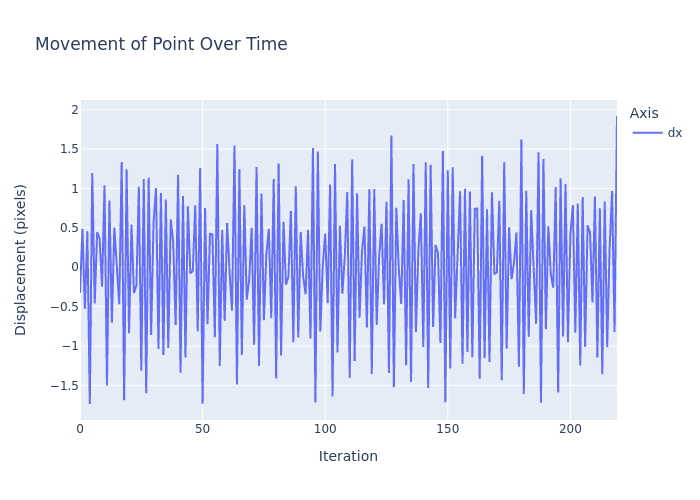 Movement of Point Over Time
Axis
dx
2
1.5
1
0.5
0
−0.5
−1
−1.5
Displacement (pixels)
0
50
100
150
200
Iteration